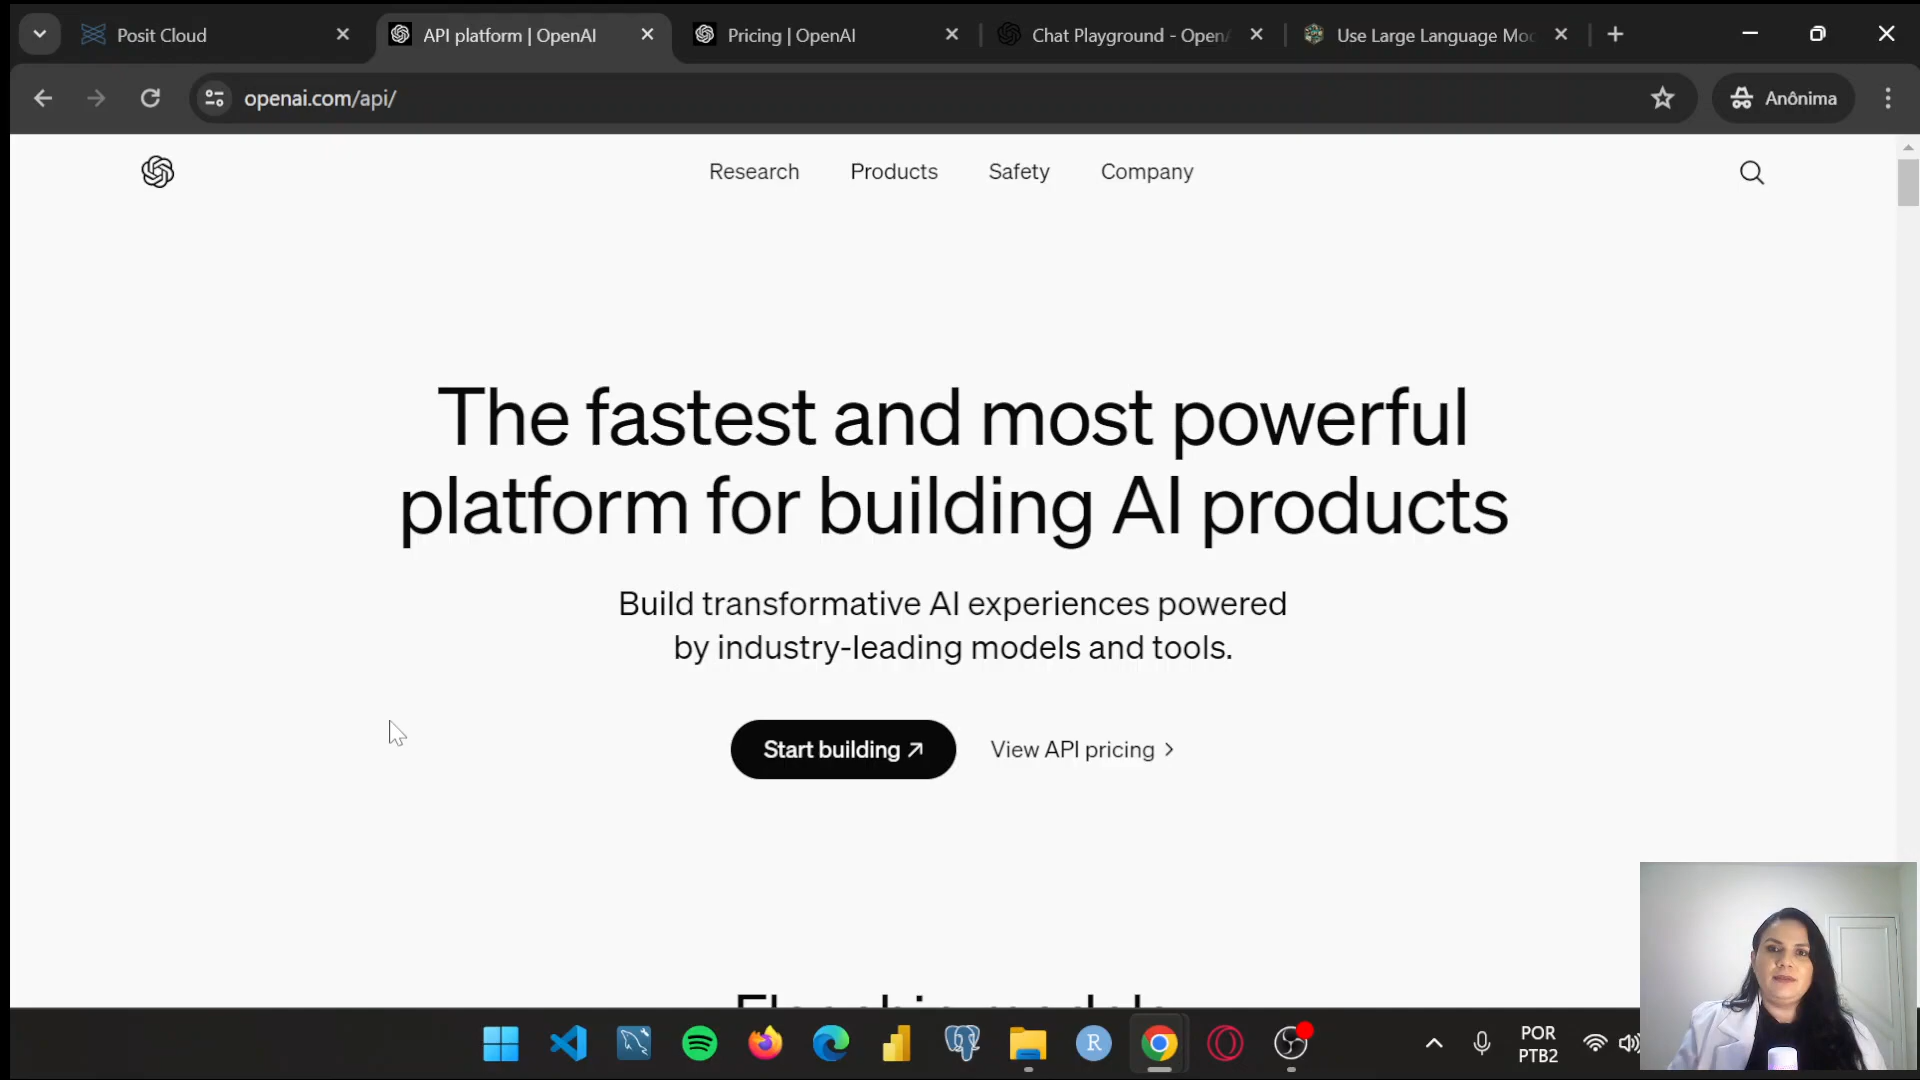 Posit Cloud
API platform | OpenAI
Pricing | OpenAI
Chat Playground - Open
Use Large Language Mo
openai.com/api/
Anônima
Research
Products
Safety
Company
The fastest and most powerful
platform for building AI products
Build transformative AI experiences powered
by industry-leading models and tools.
Start building
View API pricing
R
POR
PTB2